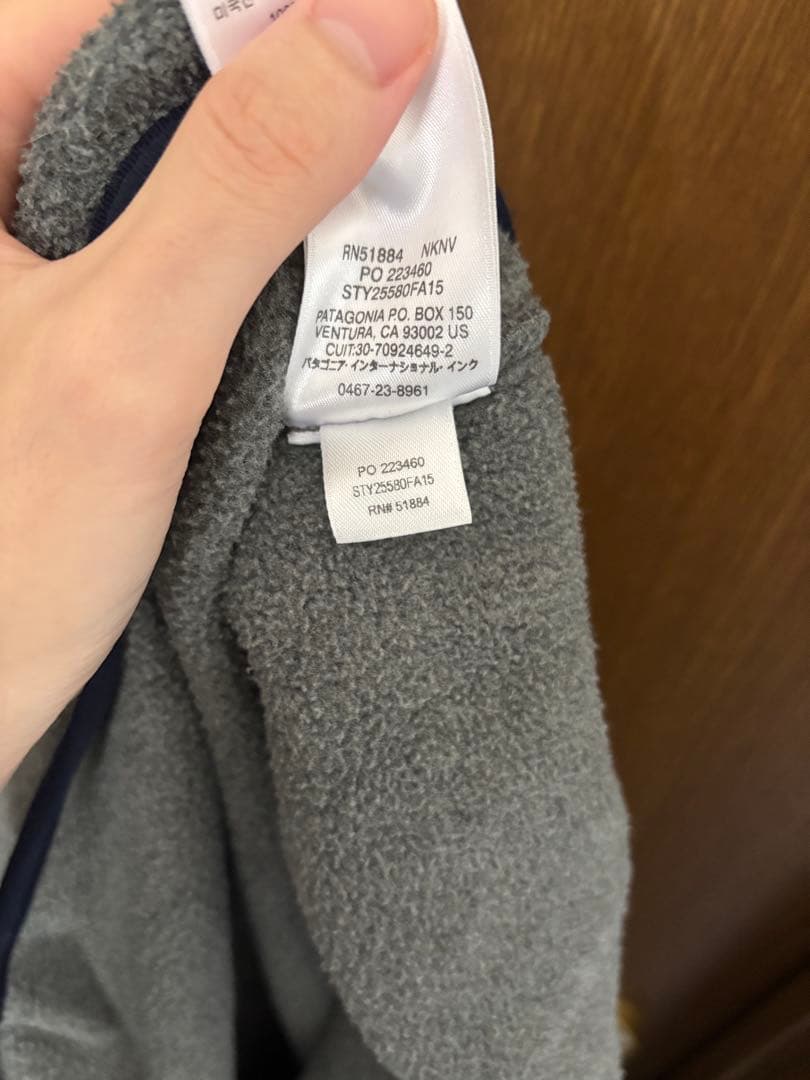 RN51884 NKNV
PO 223460
STY25580FA15
PATAGONIA P.O. BOX 150
VENTURA, CA 93002 US
CUIT:30-70924649-2
パタゴニア・インターナショナル・インク
0467-23-8961
PO 223460
STY25580FA15
RN# 51884